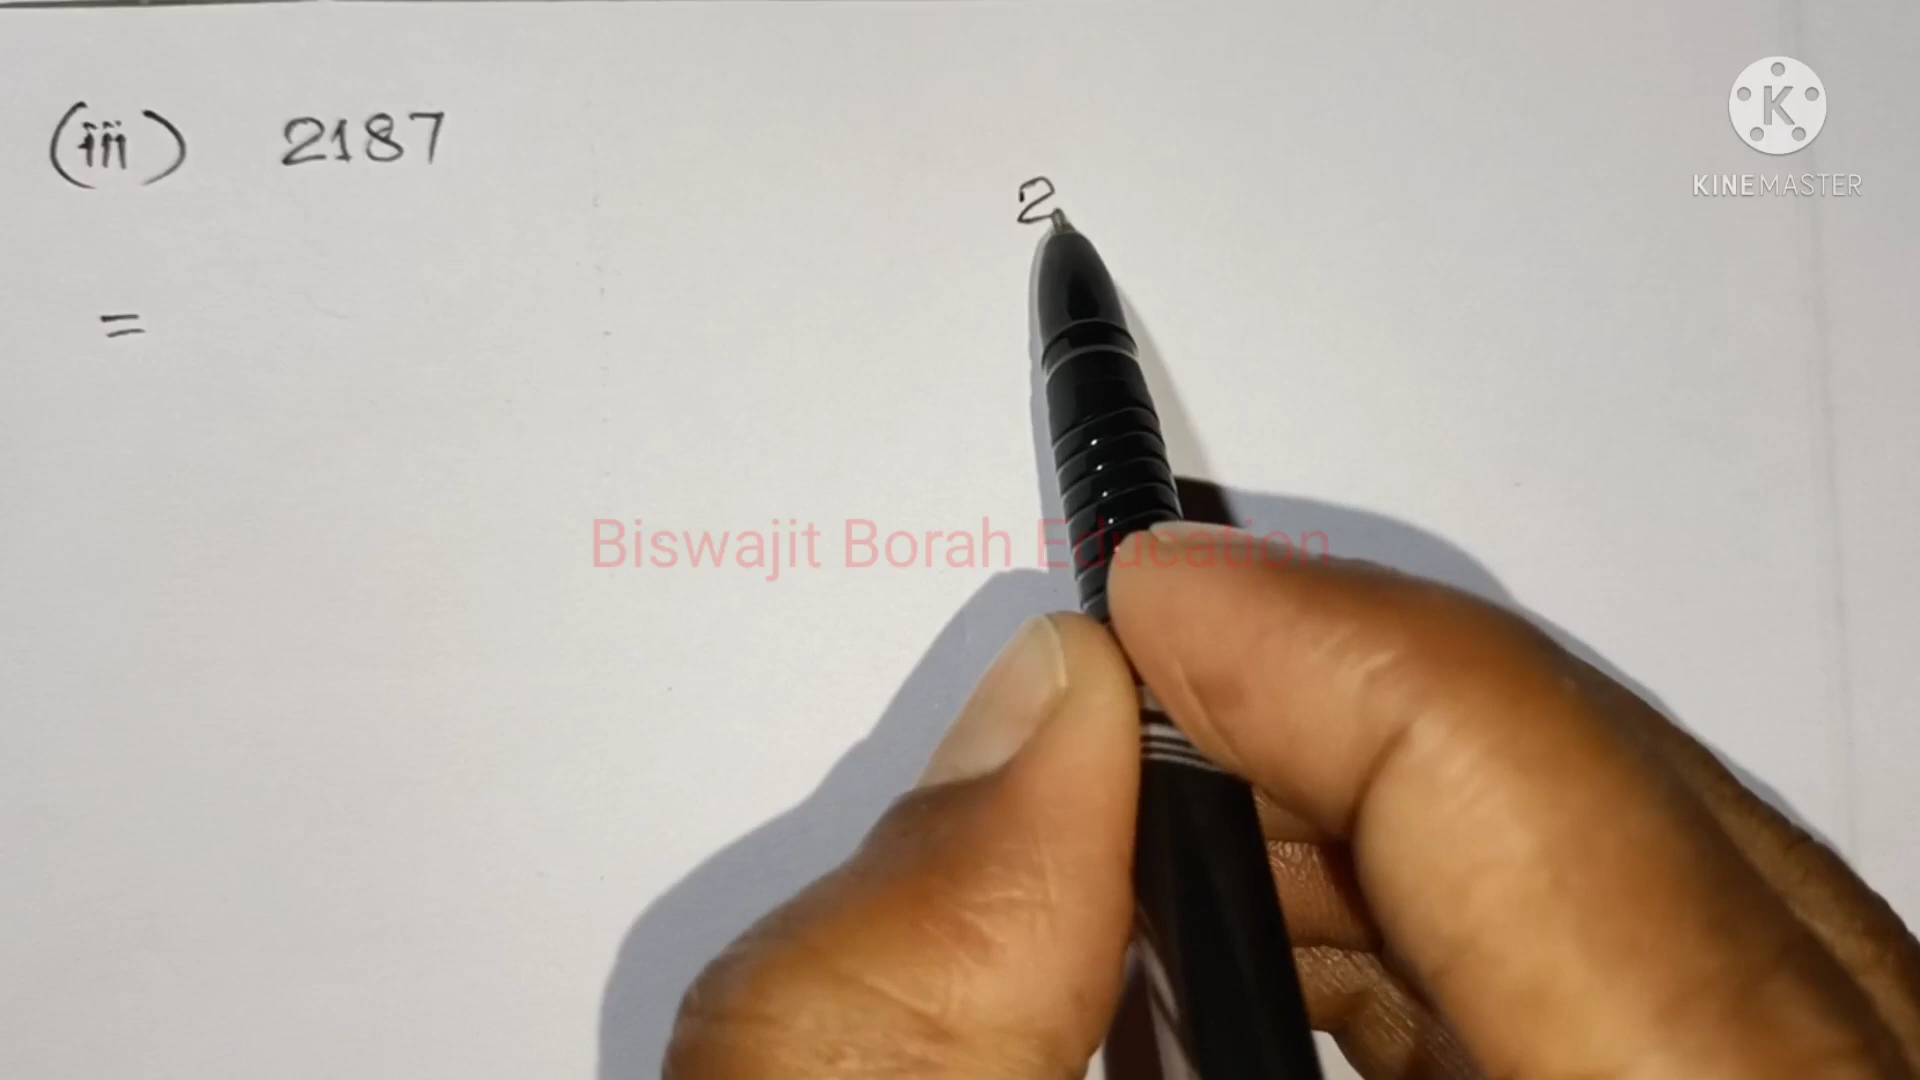 (iii) 2187
2
=
K
KINEMASTER
Biswajit Borah Education